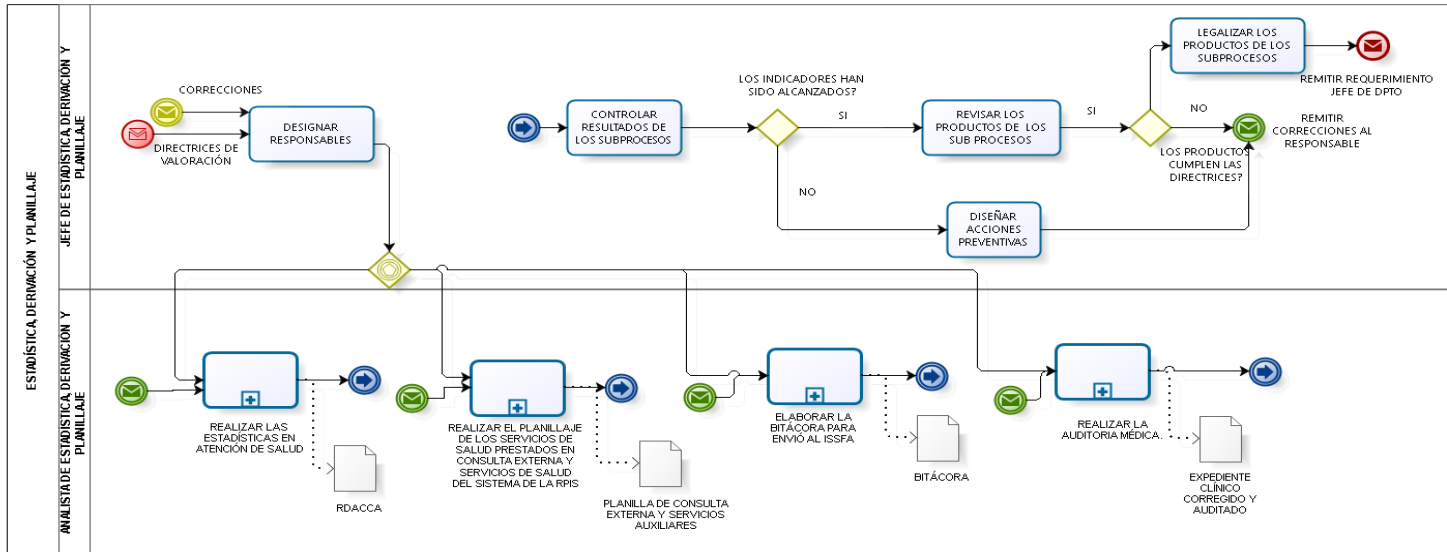 ESTADÍSTICA, DERIVACIÓN Y PLANILLAJE
JEFE DE ESTADÍSTICA, DERIVACION Y
PLANILLAJE
CORRECCIONES
DIRECTRICES DE
VALORACIÓN
DESIGNAR
RESPONSABLES
CONTROLAR
RESULTADOS DE
LOS SUBPROCESOS
LOS INDICADORES HAN
SIDO ALCANZADOS?
SI
NO
REVISAR LOS
PRODUCTOS DE LOS
SUB PROCESOS
DISEÑAR
ACCIONES
PREVENTIVAS
SI
LEGALIZAR LOS
PRODUCTOS DE LOS
SUBPROCESOS
REMITIR REQUERIMIENTO
JEFE DE DPTO
NO
REMITIR
CORRECCIONES AL
RESPONSABLE
LOS PRODUCTOS
CUMPLEN LAS
DIRECTRICES?
ANALISTA DE ESTADISTICA, DERIVACION Y
PLANILLAJE
REALIZAR LAS
ESTADÍSTICAS EN
ATENCIÓN DE SALUD
RDACCA
REALIZAR EL PLANILLAJE
DE LOS SERVICIOS DE
SALUD PRESTADOS EN
CONSULTA EXTERNA Y
SERVICIOS DE SALUD
DEL SISTEMA DE LA RPIS
PLANILLA DE CONSULTA
EXTERNA Y SERVICIOS
AUXILIARES
ELABORAR LA
BITÁCORA PARA
ENVIÓ AL ISSFA
BITÁCORA
REALIZAR LA
AUDITORIA MÉDICA.
EXPEDIENTE
CLÍNICO
CORREGIDO Y
AUDITADO